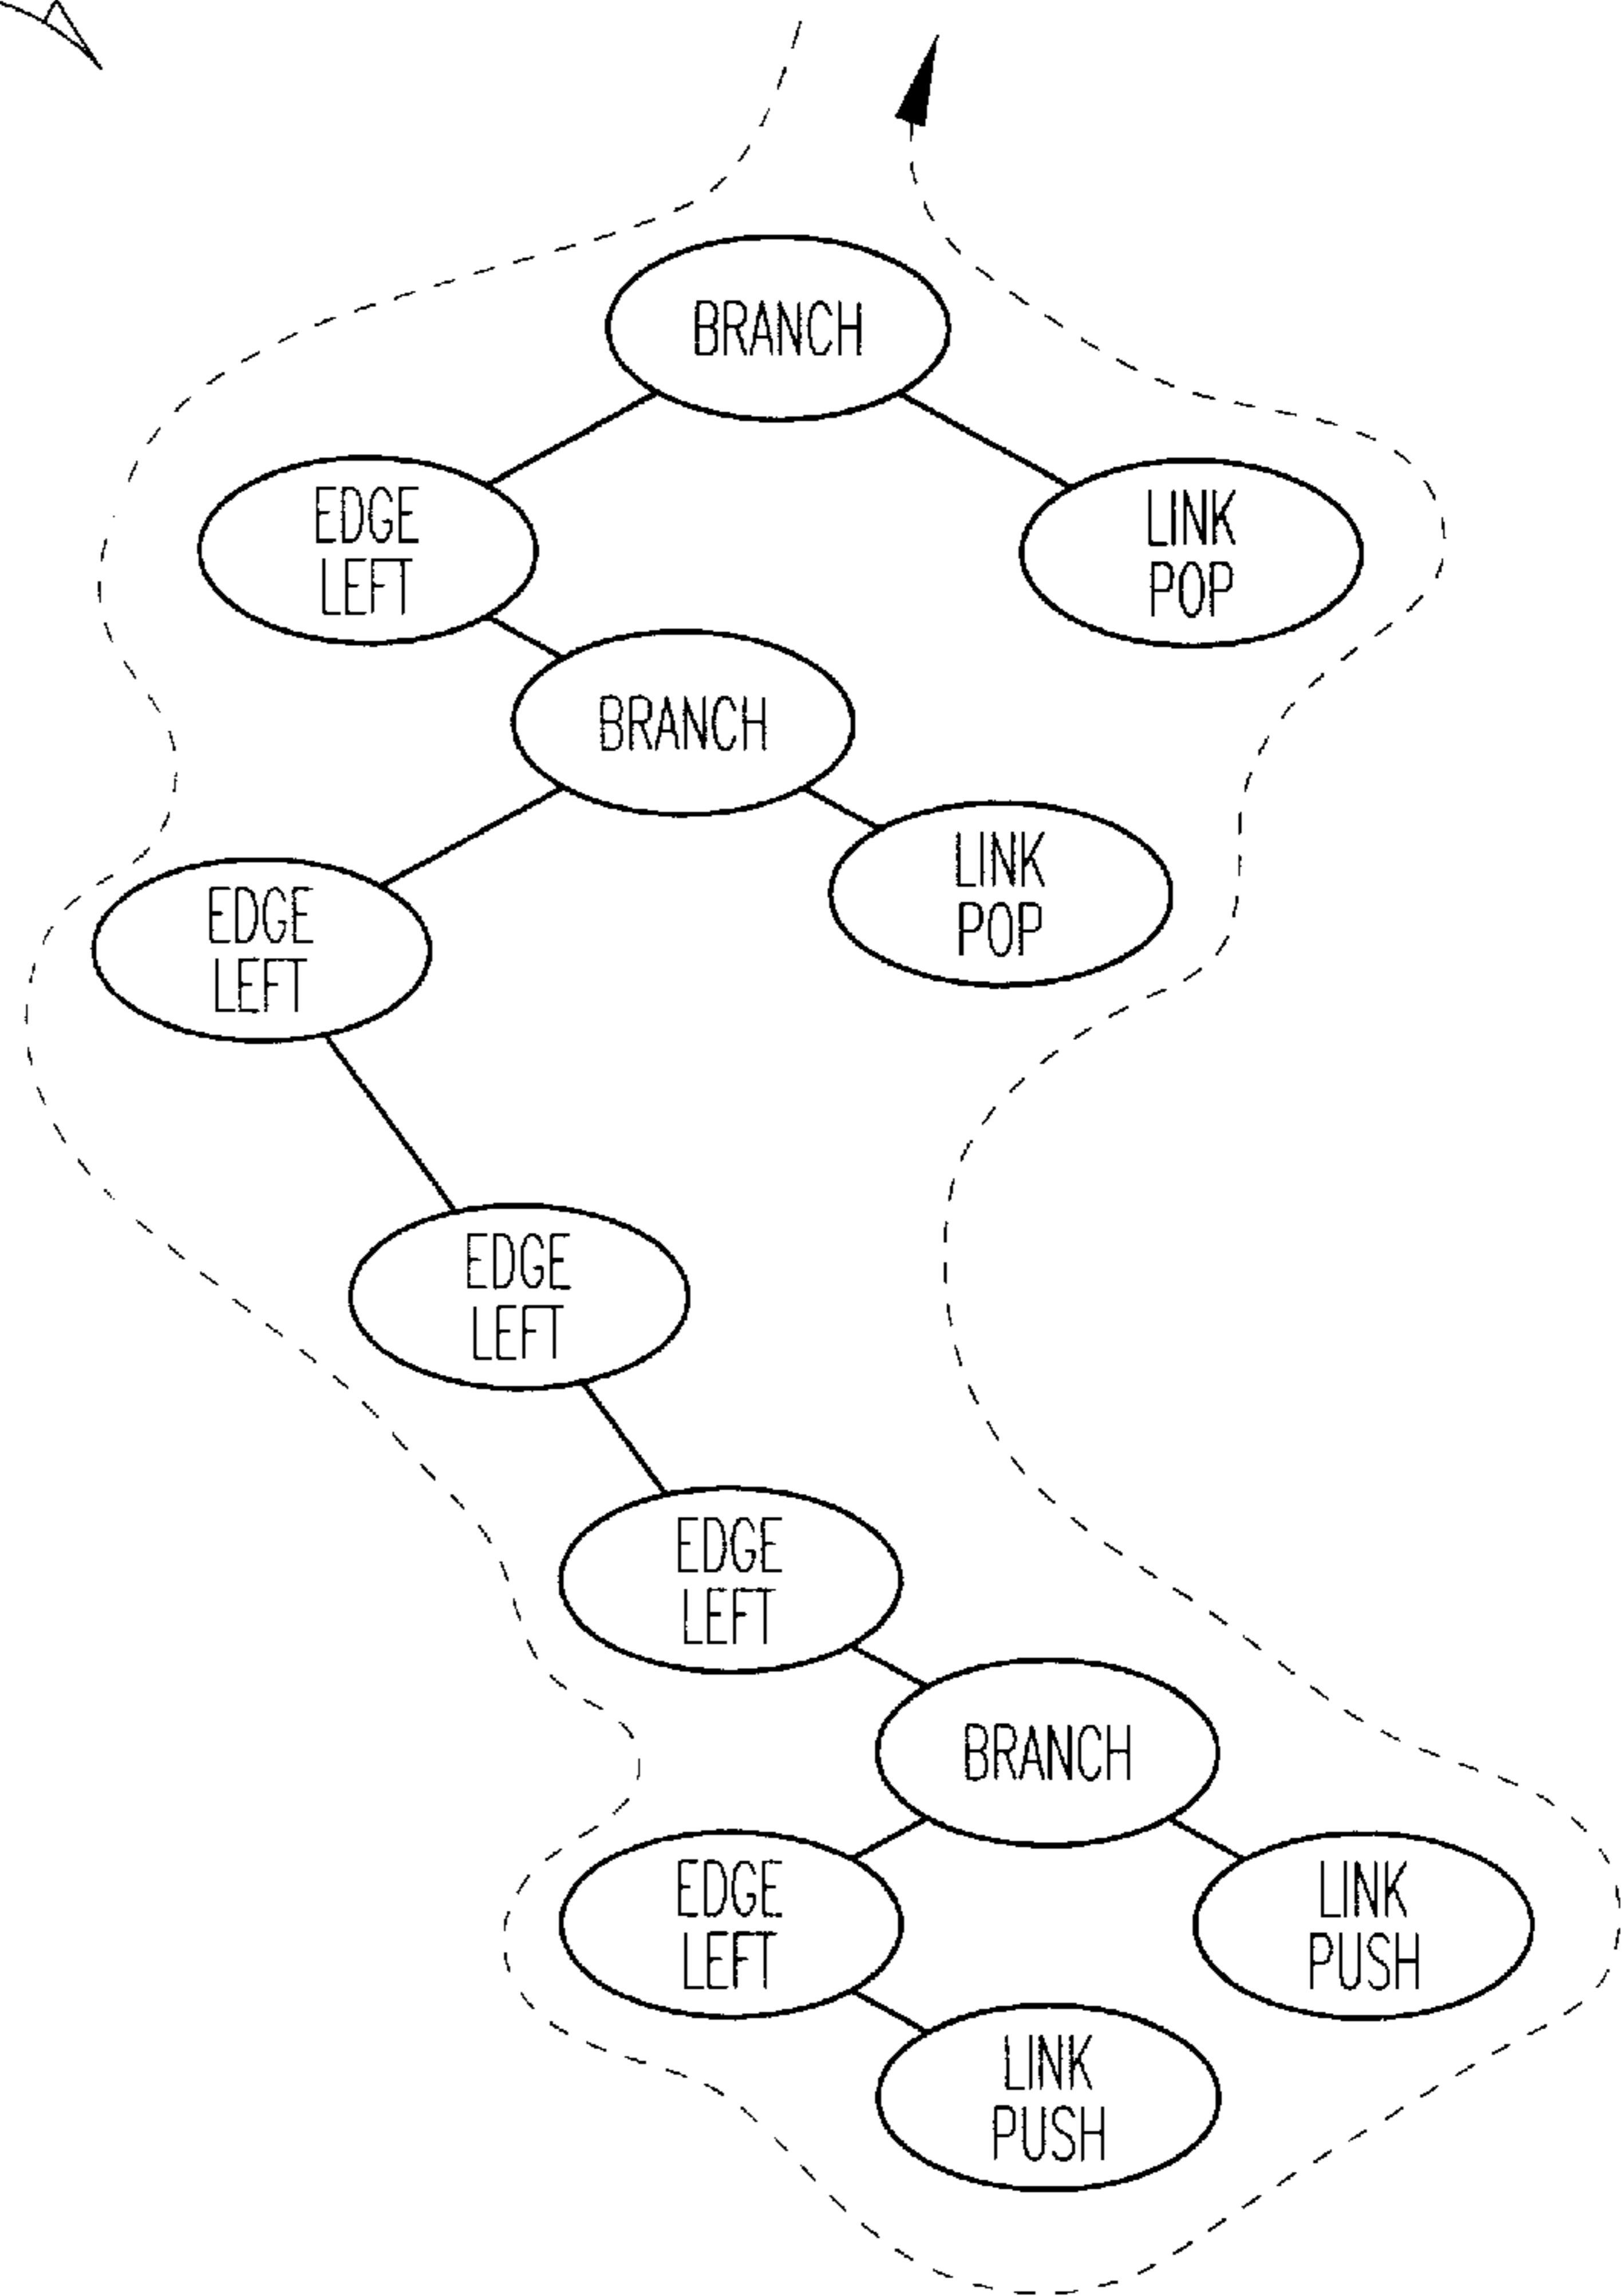 BRANCH
EDGE
LEFT
LINK
POP
BRANCH
LINK
POP
EDGE
LEFT
EDGE
LEFT
EDGE
LEFT
BRANCH
EDGE
LEFT
LINK
PUSH
LINK
PUSH